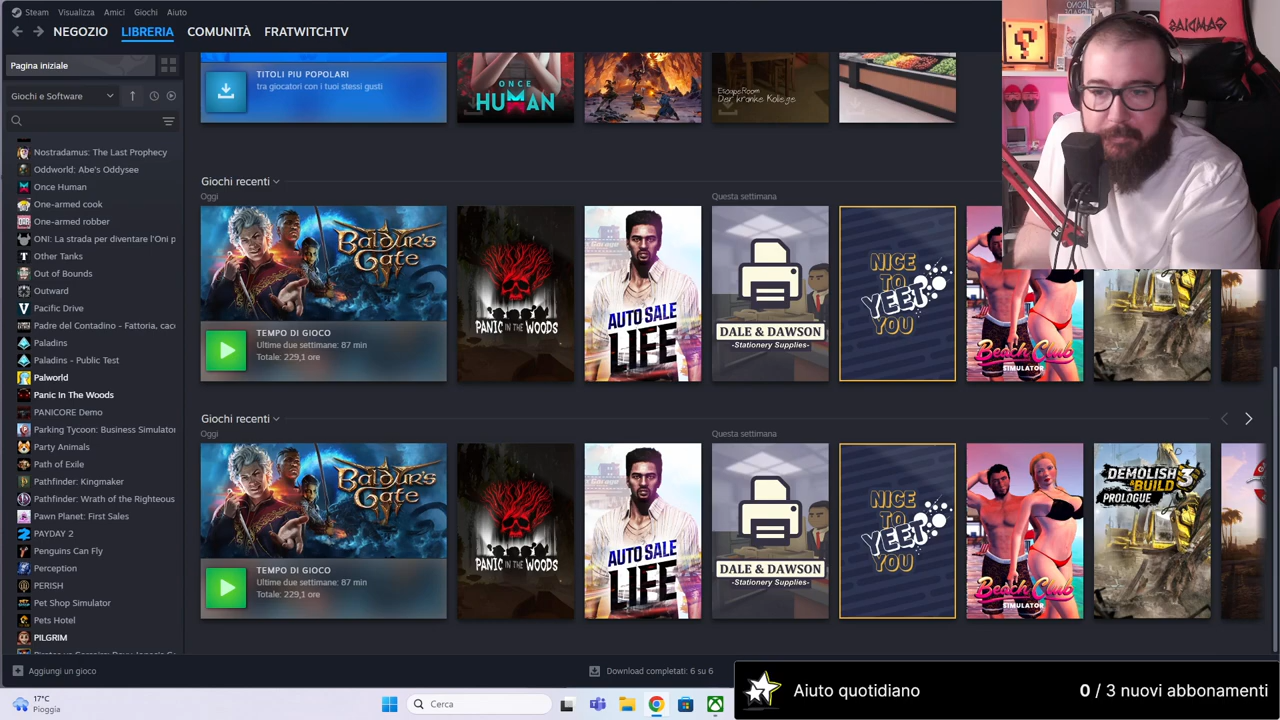 Steam Visualizza Amici Giochi Aiuto
NEGOZIO LIBRERIA COMUNITÀ FRATWITCHTV
Pagina iniziale
Giochi e Software
Nostradamus: The Last Prophecy
Oddworld: Abe's Oddysee
Once Human
One-armed cook
One-armed robber
ONI: La strada per diventare l'Oni p
Other Tanks
Out of Bounds
Outward
Pacific Drive
Padre del Contadino - Fattoria, cacc
Paladins
Paladins - Public Test
Palworld
Panic In The Woods
PANICORE Demo
Parking Tycoon: Business Simulator
Party Animals
Path of Exile
Pathfinder: Kingmaker
Pathfinder: Wrath of the Righteous
Pawn Planet: First Sales
PAYDAY 2
Penguins Can Fly
Perception
PERISH
Pet Shop Simulator
Pets Hotel
PILGRIM
Aggiungi un gioco
TITOLI PIU POPOLARI
tra giocatori con i tuoi stessi gusti
ONCE
HUMAN
EscapeRoom
Der kranke Kollege
Giochi recenti
Oggi
Questa settimana
BALDUR'S
GATE
TEMPO DI GIOCO
Ultime due settimane: 87 min
Totale: 229,1 ore
PANIC IN THE WOODS
AUTO SALE
LIFE
DALE & DAWSON
-Stationery Supplies-
NICE
TO
YEET
YOU
Beach Club
SIMULATOR
Giochi recenti
Oggi
Questa settimana
BALDUR'S
GATE
TEMPO DI GIOCO
Ultime due settimane: 87 min
Totale: 229,1 ore
PANIC IN THE WOODS
AUTO SALE
LIFE
DALE & DAWSON
-Stationery Supplies-
NICE
TO
YEET
YOU
Beach Club
SIMULATOR
DEMOLISH
& BUILD 3
PROLOGUE
Download completati: 6 su 6
Aiuto quotidiano
0 / 3 nuovi abbonamenti
17°C
Pioggia
Cerca